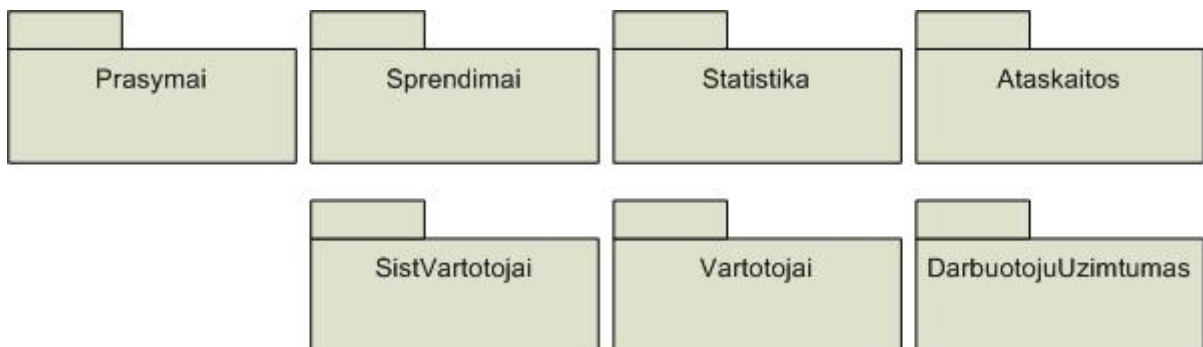 Prasymai
Sprendimai
Statistika
Ataskaitos
SistVartotojai
Vartotojai
DarbuotojuUzimtumas